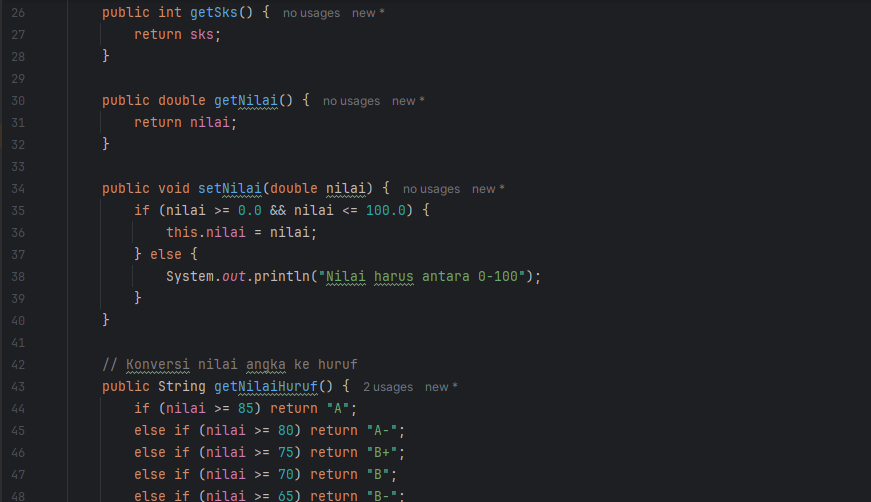 26 public int getSks() { no usages new *
27 return sks;
28 }
29
30 public double getNilai() { no usages new *
31 return nilai;
32 }
33
34 public void setNilai(double nilai) { no usages new *
35 if (nilai >= 0.0 && nilai <= 100.0) {
36 this.nilai = nilai;
37 } else {
38 System.out.println("Nilai harus antara 0-100");
39 }
40 }
41
42 // Konversi nilai angka ke huruf
43 public String getNilaiHuruf() { 2 usages new *
44 if (nilai >= 85) return "A";
45 else if (nilai >= 80) return "A-";
46 else if (nilai >= 75) return "B+";
47 else if (nilai >= 70) return "B";
48 else if (nilai >= 65) return "B-";